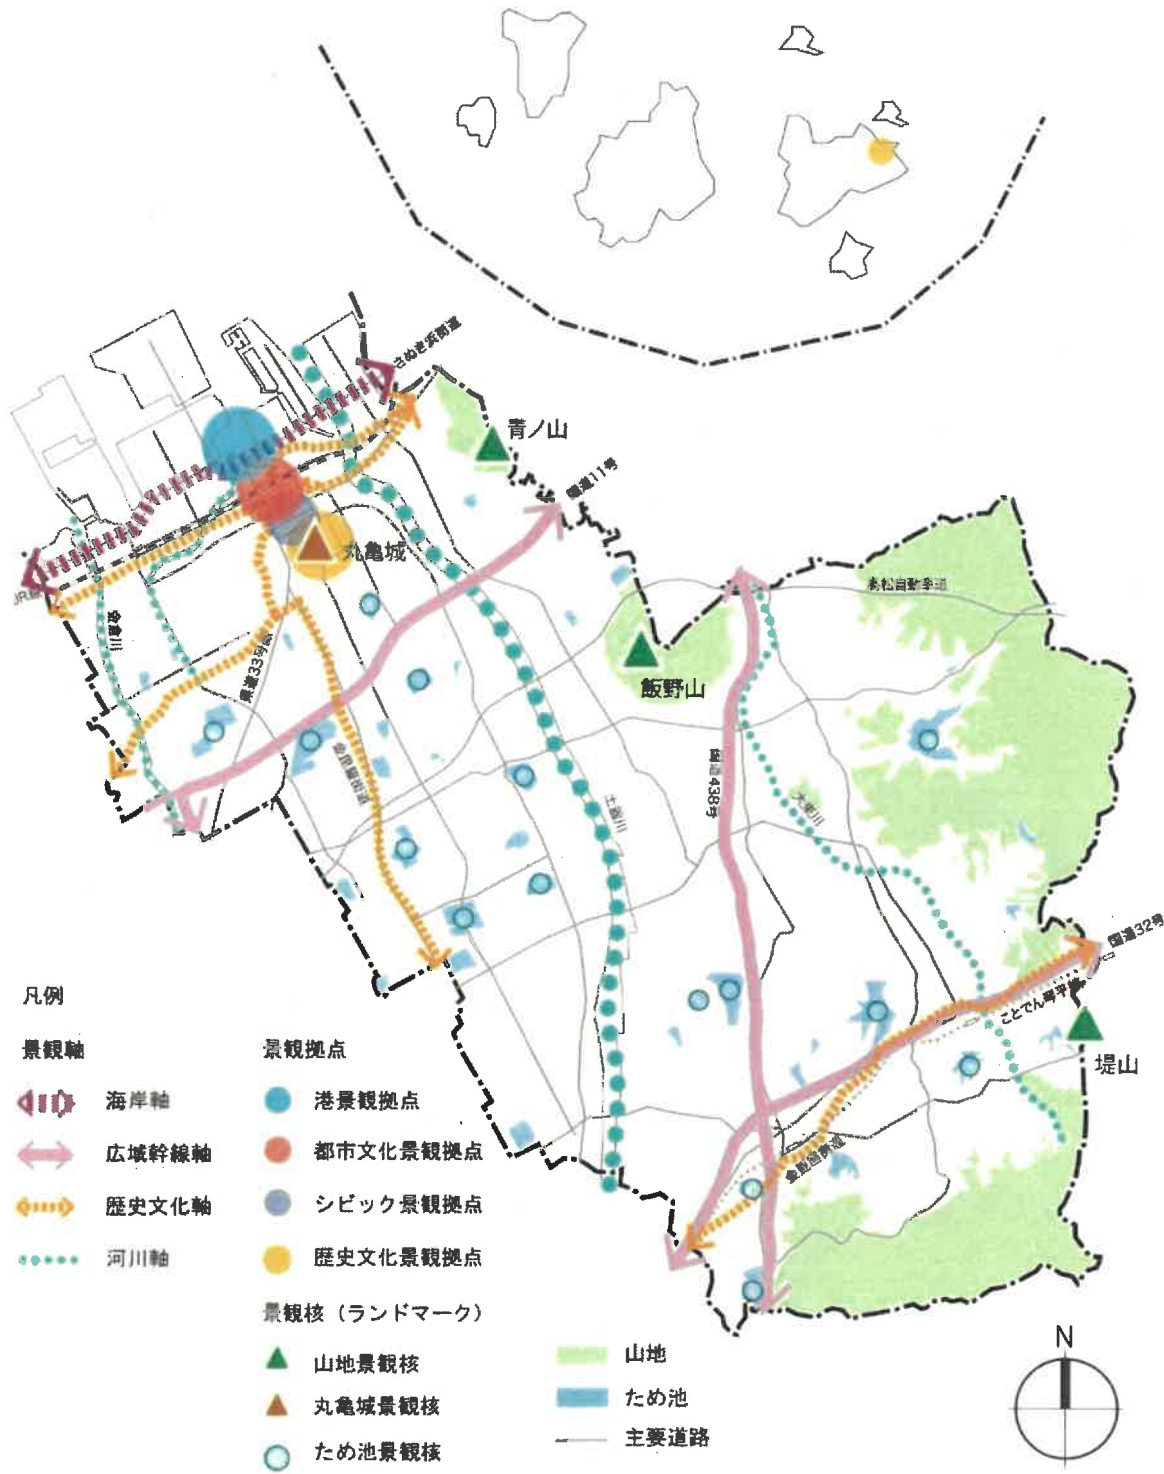 さぬき浜街道
青ノ山
国道11号
丸亀城
高松自動車道
金倉川
飯野山
県道33号線
国道438号
土器川
大束川
国道32号
ことでん琴平線
堤山
金毘羅街道
凡例
景観軸
景観拠点
海岸軸
港景観拠点
広域幹線軸
都市文化景観拠点
歴史文化軸
シビック景観拠点
河川軸
歴史文化景観拠点
景観核（ランドマーク）
N
山地景観核
山地
丸亀城景観核
ため池
ため池景観核
主要道路